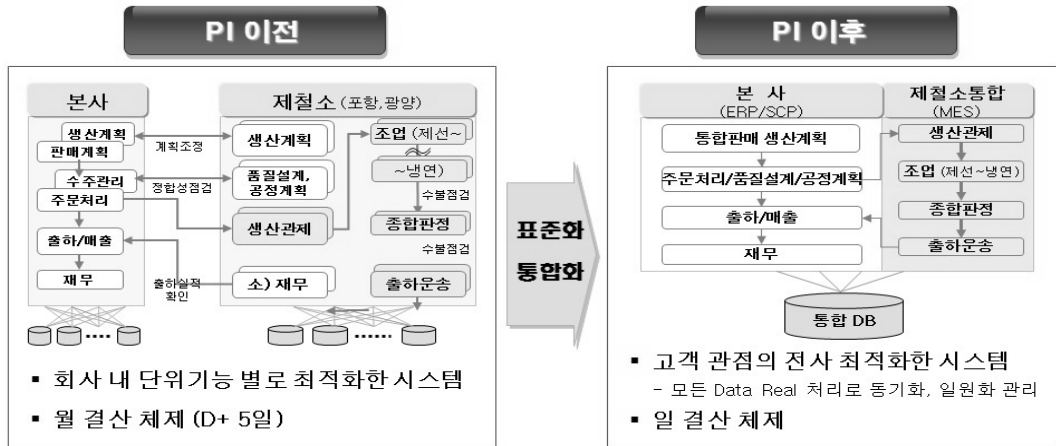 PI 이전
본사
제철소 (포항,광양)
생산계획
판매계획
수주관리
주문처리
출하/매출
재무
계획조정
정합성점검
출하실적
확인
생산계획
품질설계,
공정계획
생산관제
소) 재무
조업 (제선~
~냉연)
수불점검
종합판정
수불점검
출하운송
▪ 회사 내 단위기능 별로 최적화한 시스템
▪ 월 결산 체제 (D+ 5일)
표준화
통합화
PI 이후
본 사
(ERP/SCP)
제철소통합
(MES)
통합판매 생산계획
주문처리/품질설계/공정계획
출하/매출
재무
생산관제
조업 (제선~냉연)
종합판정
출하운송
통합 DB
▪ 고객 관점의 전사 최적화한 시스템
- 모든 Data Real 처리로 동기화, 일원화 관리
▪ 일 결산 체제